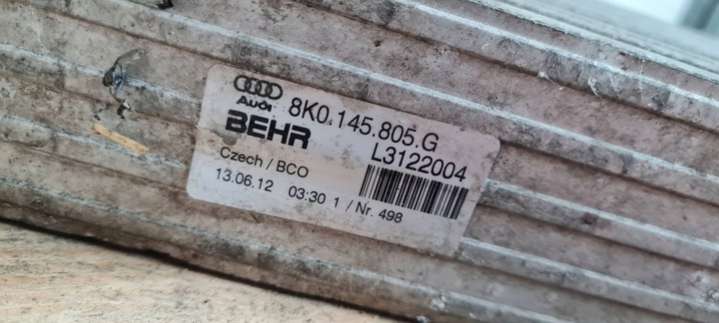 Audi 8K0.145.805.G
BEHR L3122004
Czech / BCO
13.06.12 03:30 1 / Nr. 498